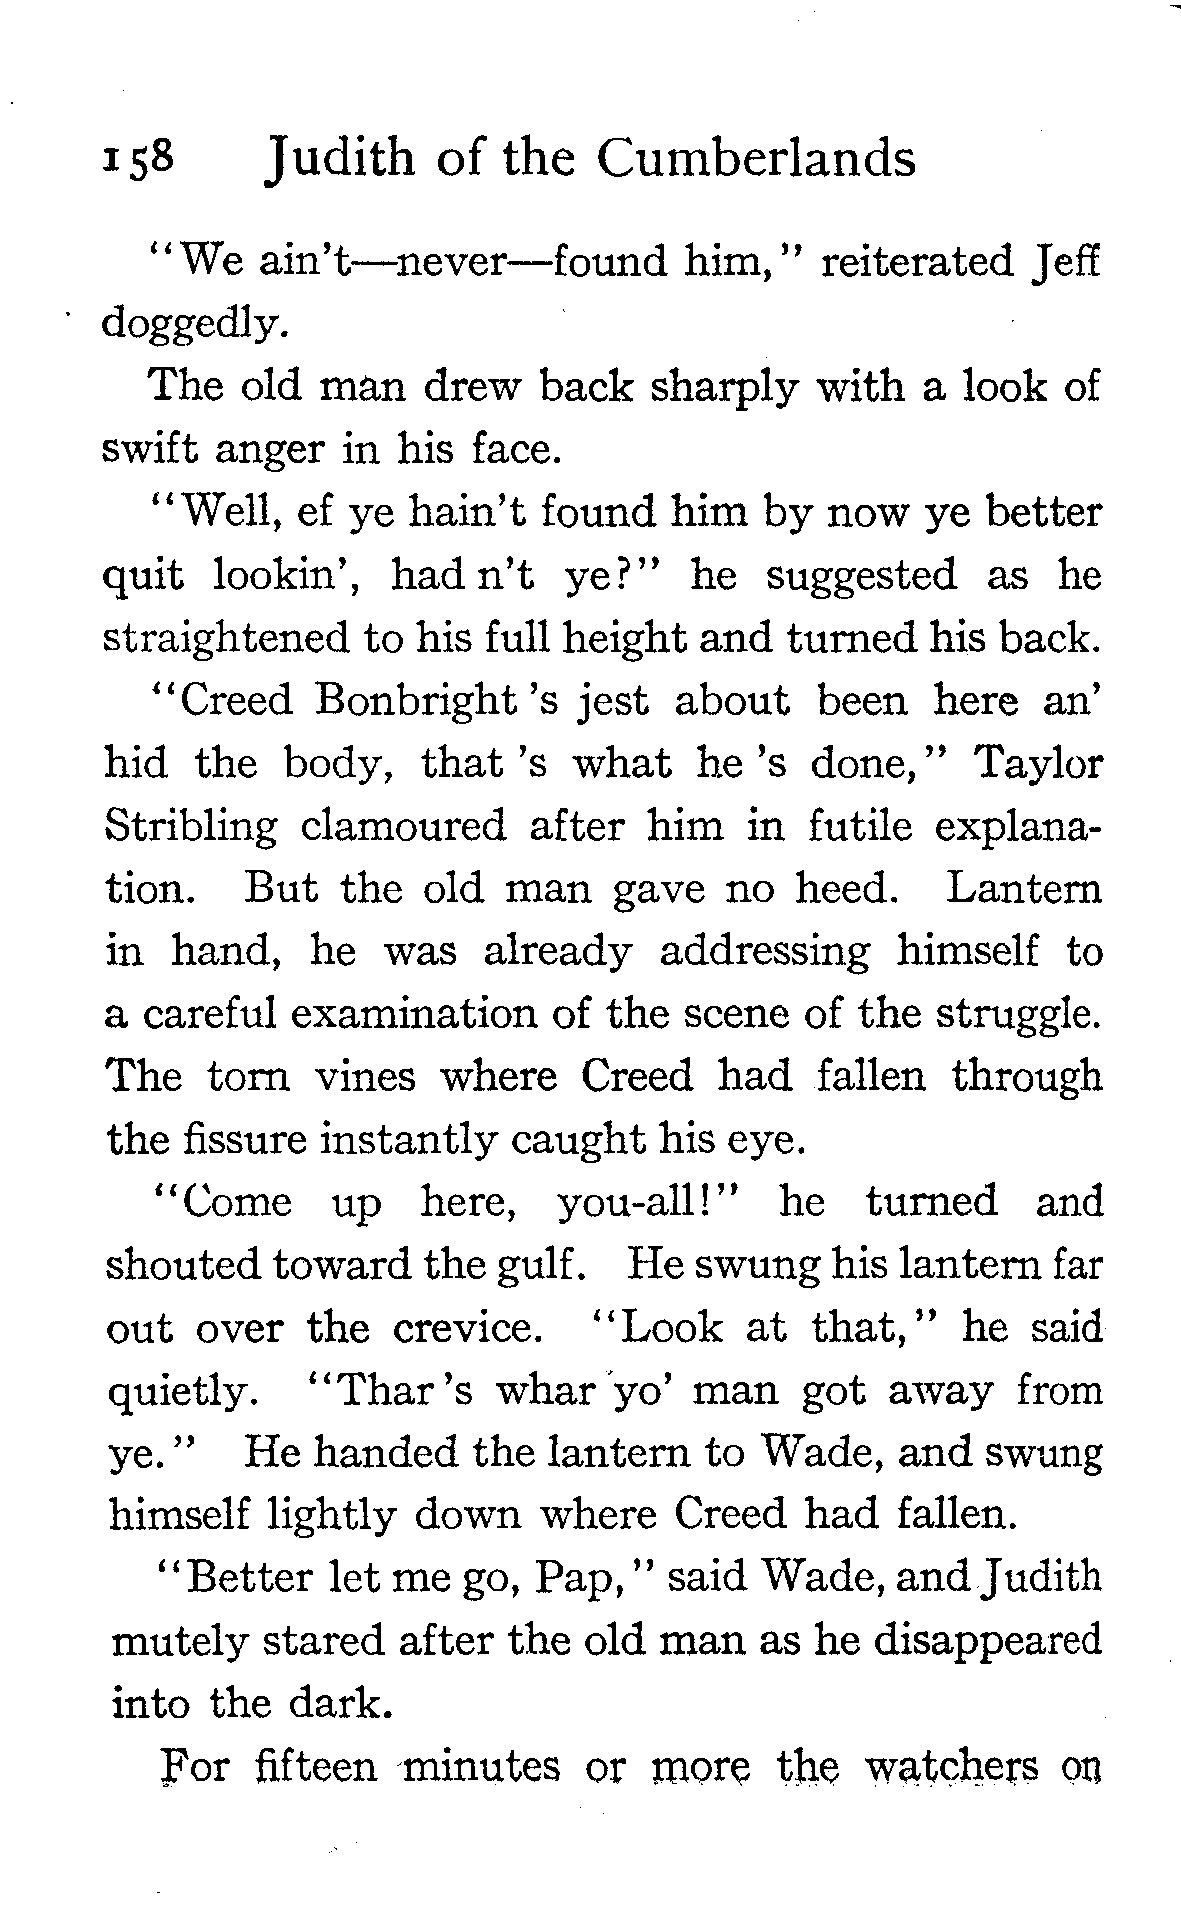 158 Judith of the Cumberlands
"We ain't—never—found him," reiterated Jeff
doggedly.
The old man drew back sharply with a look of
swift anger in his face.
"Well, ef ye hain't found him by now ye better
quit lookin', had n't ye?" he suggested as he
straightened to his full height and turned his back.
"Creed Bonbright 's jest about been here an'
hid the body, that 's what he 's done," Taylor
Stribling clamoured after him in futile explana-
tion. But the old man gave no heed. Lantern
in hand, he was already addressing himself to
a careful examination of the scene of the struggle.
The torn vines where Creed had fallen through
the fissure instantly caught his eye.
"Come up here, you-all!" he turned and
shouted toward the gulf. He swung his lantern far
out over the crevice. "Look at that," he said
quietly. "Thar 's whar yo' man got away from
ye." He handed the lantern to Wade, and swung
himself lightly down where Creed had fallen.
"Better let me go, Pap," said Wade, and Judith
mutely stared after the old man as he disappeared
into the dark.
For fifteen minutes or more the watchers on